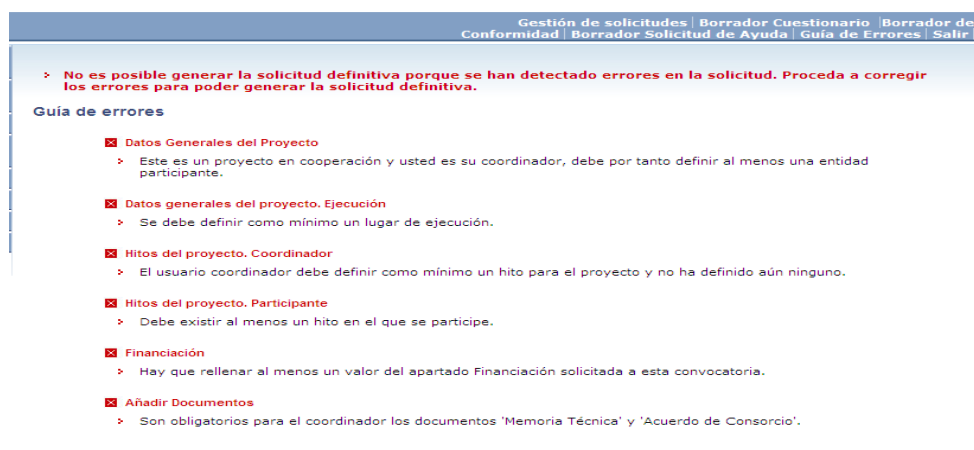 Gestión de solicitudes | Borrador Cuestionario | Borrador de
Conformidad | Borrador Solicitud de Ayuda | Guía de Errores | Salir
No es posible generar la solicitud definitiva porque se han detectado errores en la solicitud. Proceda a corregir
los errores para poder generar la solicitud definitiva.
Guía de errores
Datos Generales del Proyecto
Este es un proyecto en cooperación y usted es su coordinador, debe por tanto definir al menos una entidad
participante.
Datos generales del proyecto. Ejecución
Se debe definir como mínimo un lugar de ejecución.
Hitos del proyecto. Coordinador
El usuario coordinador debe definir como mínimo un hito para el proyecto y no ha definido aún ninguno.
Hitos del proyecto. Participante
Debe existir al menos un hito en el que se participe.
Financiación
Hay que rellenar al menos un valor del apartado Financiación solicitada a esta convocatoria.
Añadir Documentos
Son obligatorios para el coordinador los documentos 'Memoria Técnica' y 'Acuerdo de Consorcio'.